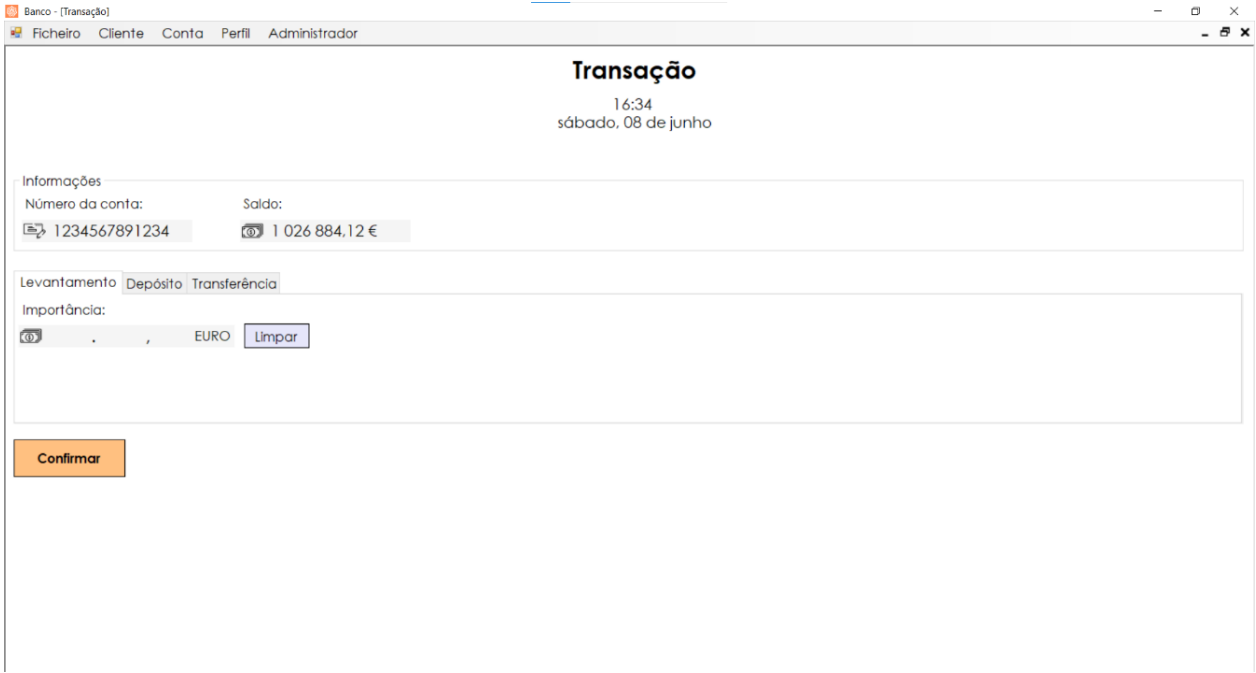 Banco - [Transação]
Ficheiro Cliente Conta Perfil Administrador
Transação
16:34
sábado, 08 de junho
Informações
Número da conta: Saldo:
1234567891234 1 026 884,12 €
Levantamento Depósito Transferência
Importância:
. , EURO Limpar
Confirmar